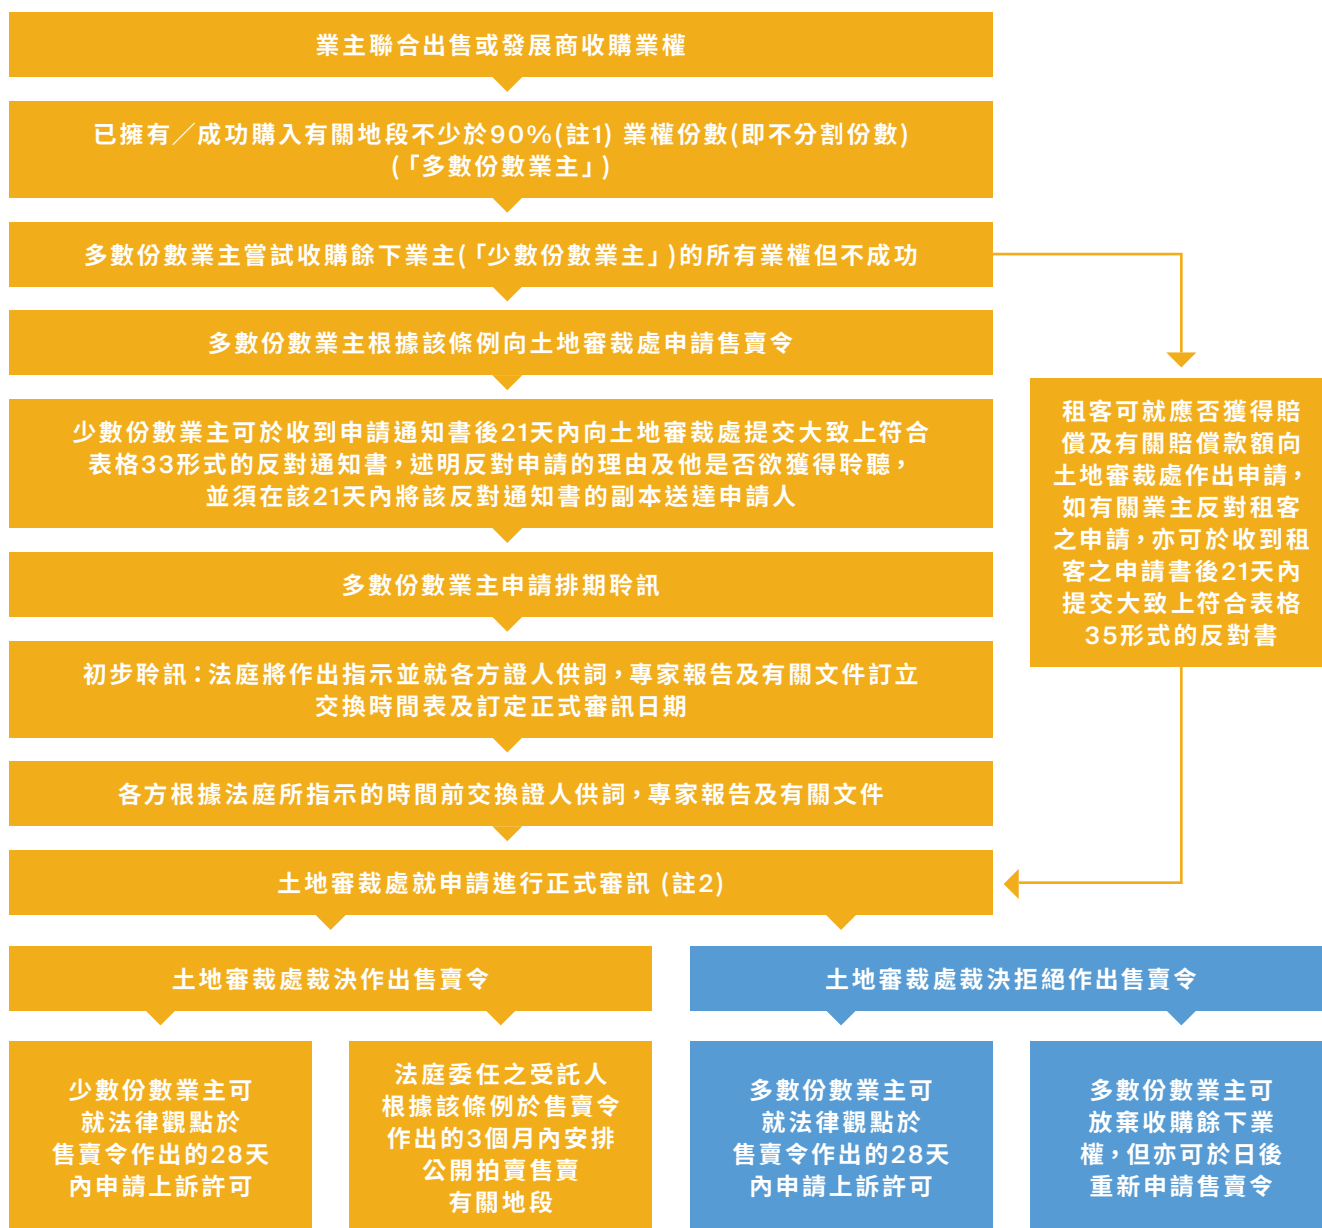 業主聯合出售或發展商收購業權
已擁有／成功購入有關地段不少於90%(註1) 業權份數(即不分割份數)
(「多數份數業主」)
多數份數業主嘗試收購餘下業主(「少數份數業主」)的所有業權但不成功
多數份數業主根據該條例向土地審裁處申請售賣令
少數份數業主可於收到申請通知書後21天內向土地審裁處提交大致上符合
表格33形式的反對通知書，述明反對申請的理由及他是否欲獲得聆聽，
並須在該21天內將該反對通知書的副本送達申請人
多數份數業主申請排期聆訊
初步聆訊：法庭將作出指示並就各方證人供詞，專家報告及有關文件訂立
交換時間表及訂定正式審訊日期
各方根據法庭所指示的時間前交換證人供詞，專家報告及有關文件
租客可就應否獲得賠
償及有關賠償款額向
土地審裁處作出申請，
如有關業主反對租客
之申請，亦可於收到租
客之申請書後21天內
提交大致上符合表格
35形式的反對書
土地審裁處就申請進行正式審訊 (註2)
土地審裁處裁決作出售賣令
土地審裁處裁決拒絕作出售賣令
少數份數業主可
就法律觀點於
售賣令作出的28天
內申請上訴許可
法庭委任之受託人
根據該條例於售賣令
作出的3個月內安排
公開拍賣售賣
有關地段
多數份數業主可
就法律觀點於
售賣令作出的28天
內申請上訴許可
多數份數業主可
放棄收購餘下業
權，但亦可於日後
重新申請售賣令